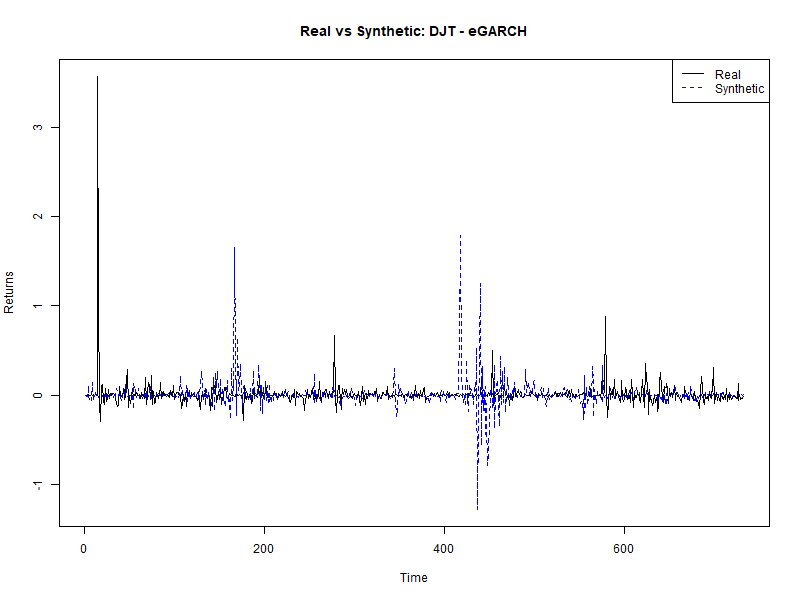 Real vs Synthetic: DJT - eGARCH
Real
Synthetic
3
2
1
0
-1
Returns
0 200 400 600
Time